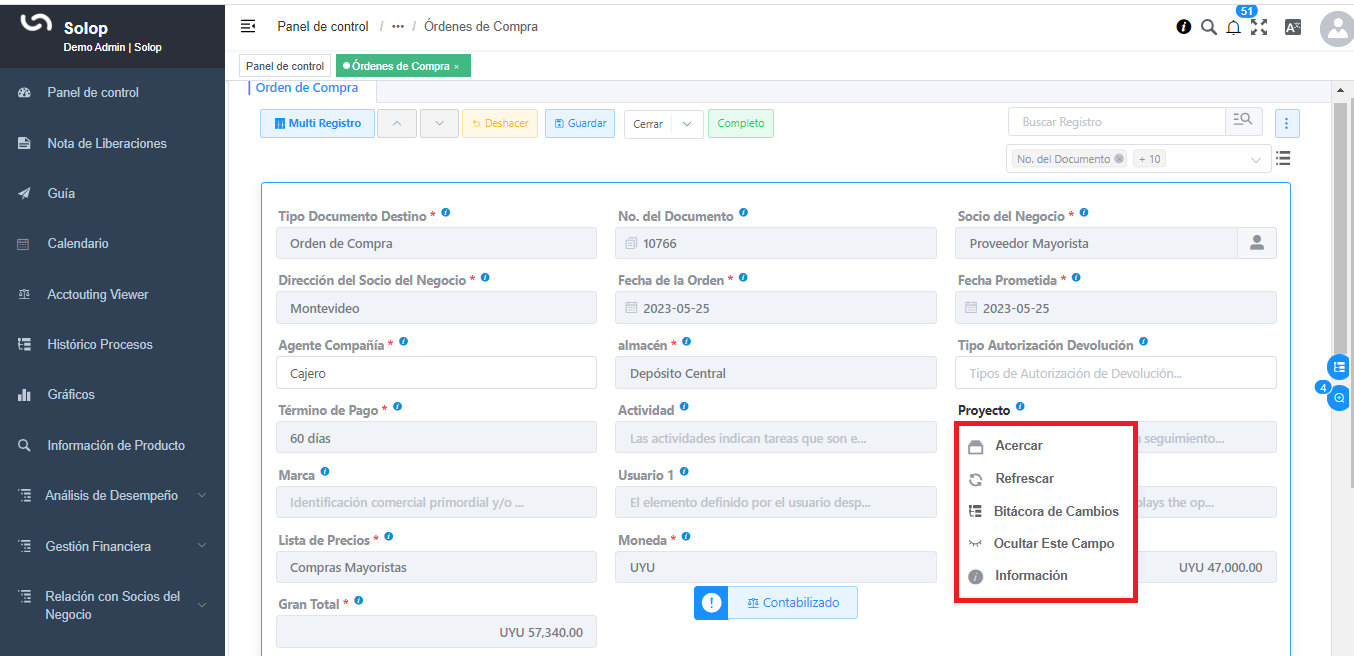 Solop
Demo Admin | Solop
Panel de control
Nota de Liberaciones
Guía
Calendario
Acctouting Viewer
Histórico Procesos
Gráficos
Información de Producto
Análisis de Desempeño
Gestión Financiera
Relación con Socios del
Negocio
Panel de control / ••• / Órdenes de Compra
51
Panel de control
Órdenes de Compra ×
Orden de Compra
Multi Registro
Deshacer
Guardar
Cerrar
Completo
Buscar Registro
No. del Documento
+ 10
Tipo Documento Destino *
No. del Documento
Socio del Negocio *
Orden de Compra
10766
Proveedor Mayorista
Dirección del Socio del Negocio *
Fecha de la Orden *
Fecha Prometida *
Montevideo
2023-05-25
2023-05-25
Agente Compañía *
almacén *
Tipo Autorización Devolución
Cajero
Depósito Central
Tipos de Autorización de Devolución...
4
Término de Pago *
Actividad
Proyecto
60 días
Las actividades indican tareas que son e...
seguimiento...
Marca
Usuario 1
Identificación comercial primordial y/o ...
El elemento definido por el usuario desp...
plays the op...
Lista de Precios *
Moneda *
Compras Mayoristas
UYU
UYU 47,000.00
Gran Total *
UYU 57,340.00
Contabilizado
Acercar
Refrescar
Bitácora de Cambios
Ocultar Este Campo
Información